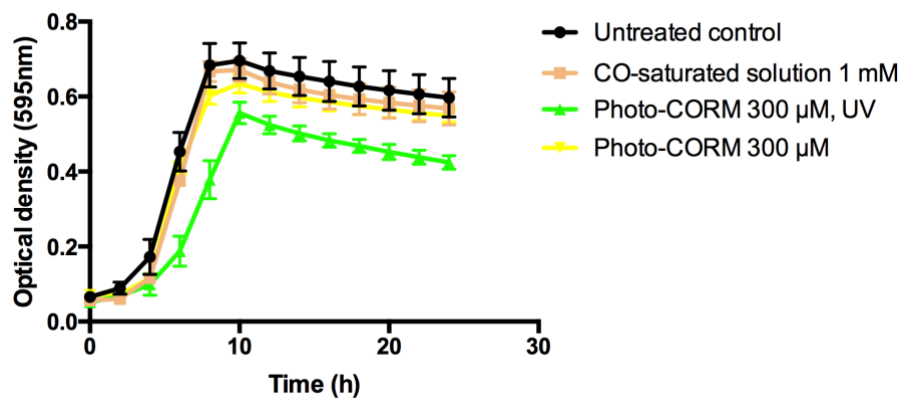 0.8
0.6
0.4
0.2
0.0
0
10
20
30
Optical density (595nm)
Time (h)
Untreated control
CO-saturated solution 1 mM
Photo-CORM 300 µM, UV
Photo-CORM 300 µM